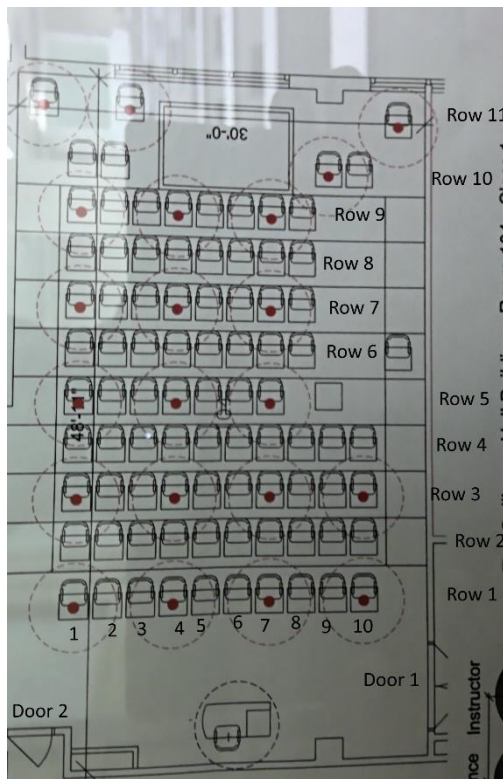 Row 11
30'-0"
Row 10
Row 9
Row 8
Row 7
Row 6
48'-11"
Row 5
Row 4
Row 3
Row 2
Row 1
1 2 3 4 5 6 7 8 9 10
Door 1
Door 2
Instructor